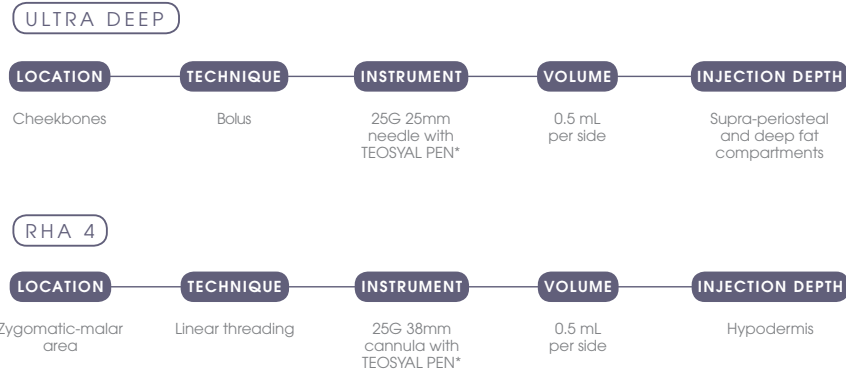 ULTRA DEEP
LOCATION TECHNIQUE INSTRUMENT VOLUME INJECTION DEPTH
Cheekbones Bolus 25G 25mm 0.5 mL Supra-periosteal
needle with per side and deep fat
TEOSYAL PEN* compartments
RHA 4
LOCATION TECHNIQUE INSTRUMENT VOLUME INJECTION DEPTH
Zygomatic-malar Linear threading 25G 38mm 0.5 mL Hypodermis
area cannula with per side
TEOSYAL PEN*